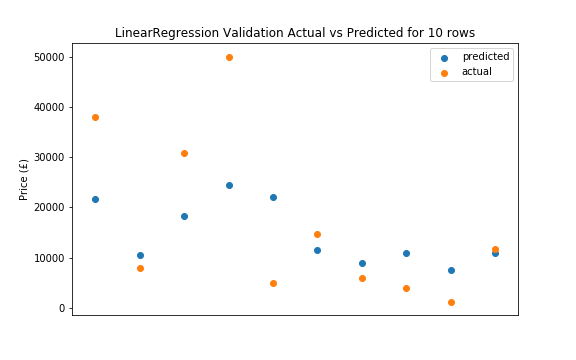 LinearRegression Validation Actual vs Predicted for 10 rows
predicted
actual
Price (£)
50000
40000
30000
20000
10000
0